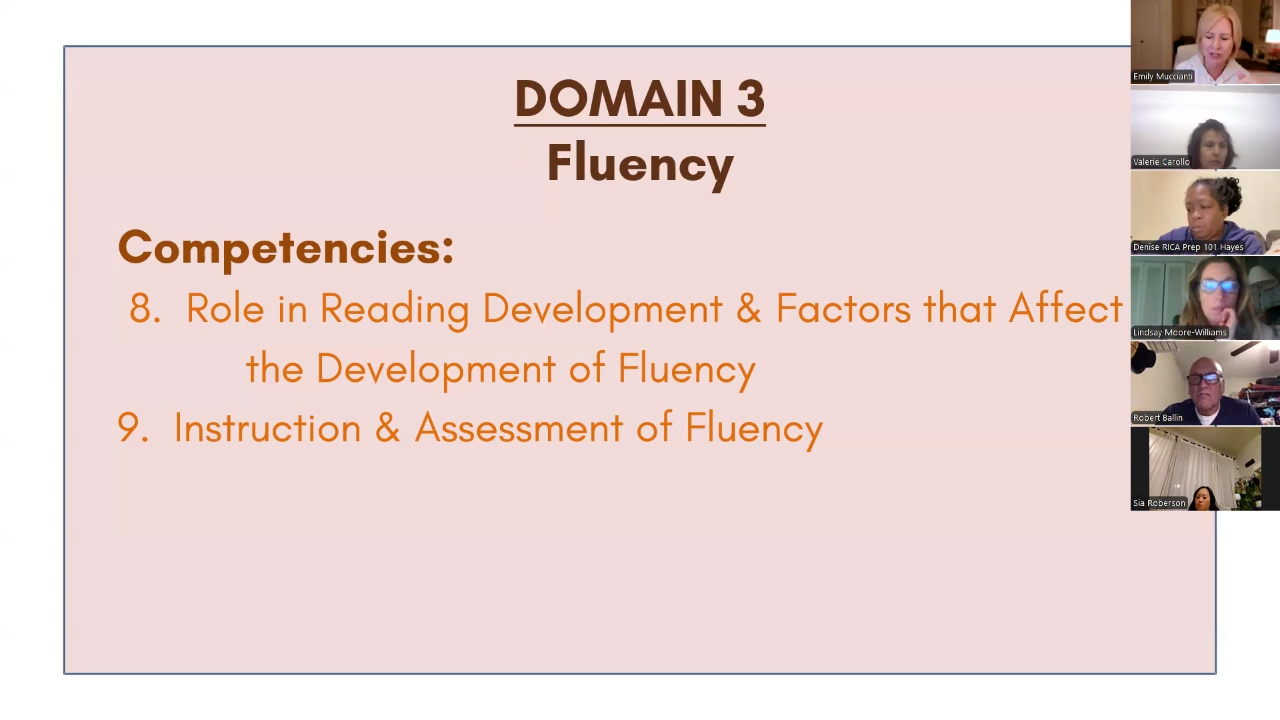 DOMAIN 3
Fluency
Competencies:
8. Role in Reading Development & Factors that Affect
the Development of Fluency
9. Instruction & Assessment of Fluency
Emily Muccianti
Valerie Carollo
Denise RICA Prep 101 Hayes
Lindsay Moore-Williams
Robert Ballin
Sia Roberson